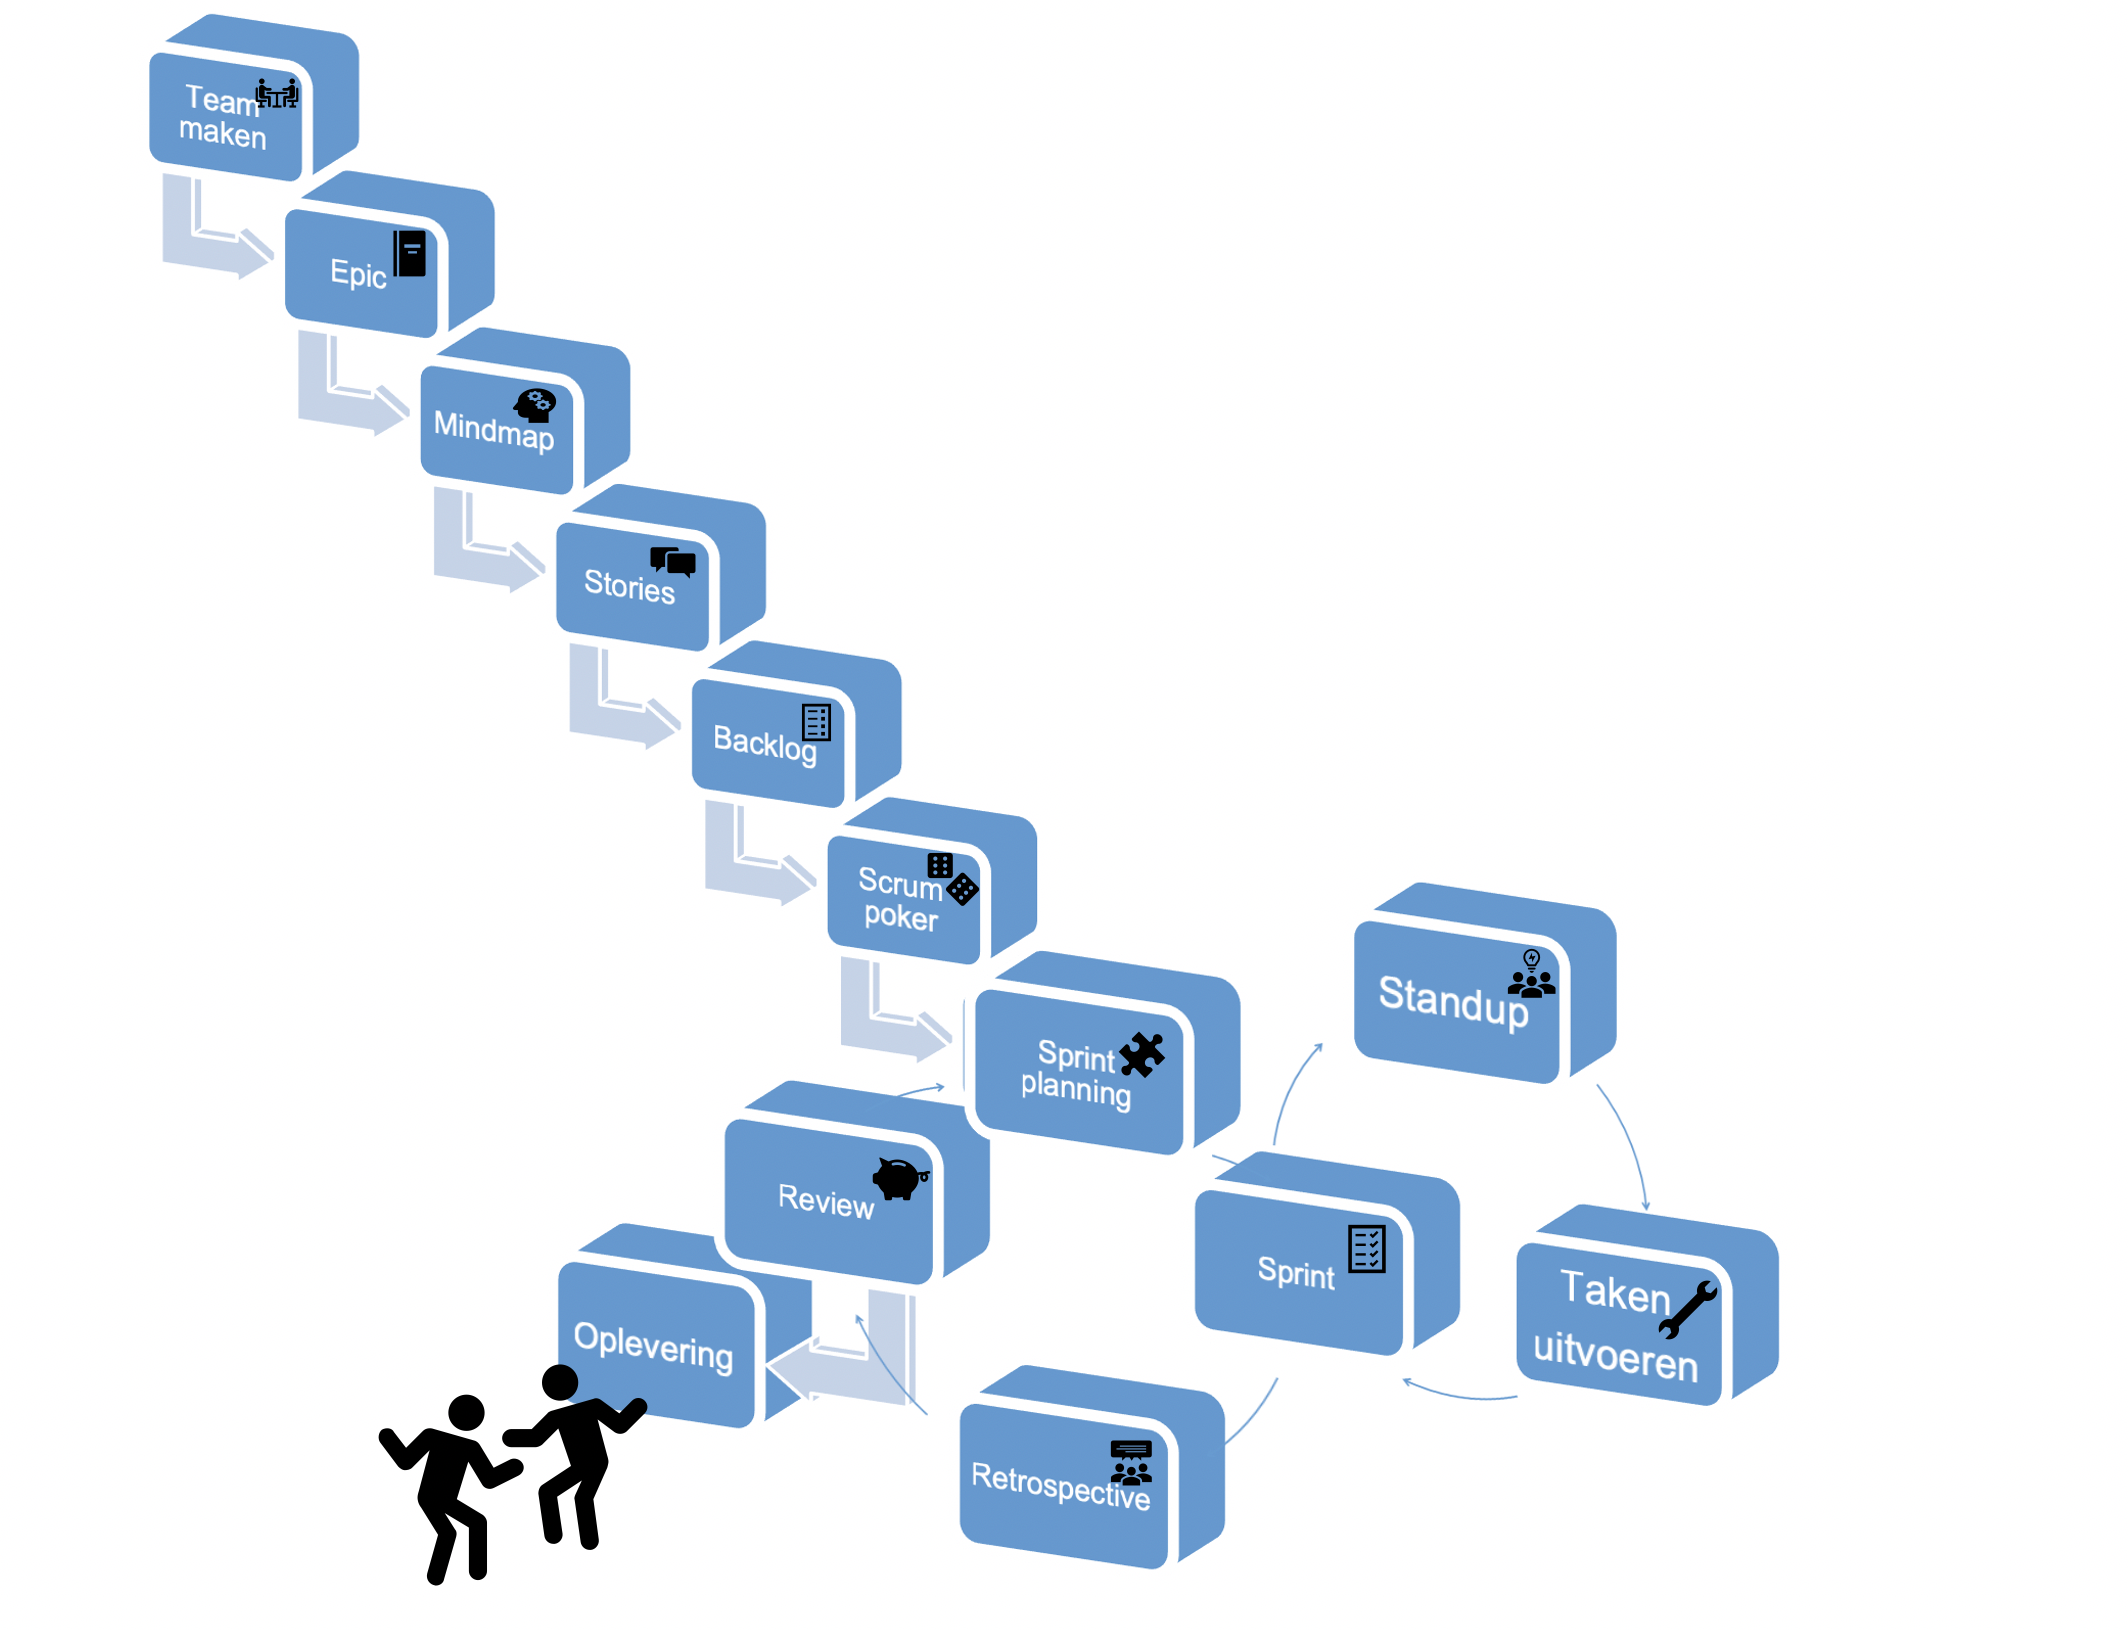 Team
maken
Epic
Mindmap
Stories
Backlog
Scrum
poker
Sprint
planning
Standup
Review
Sprint
Taken
uitvoeren
Oplevering
Retrospective